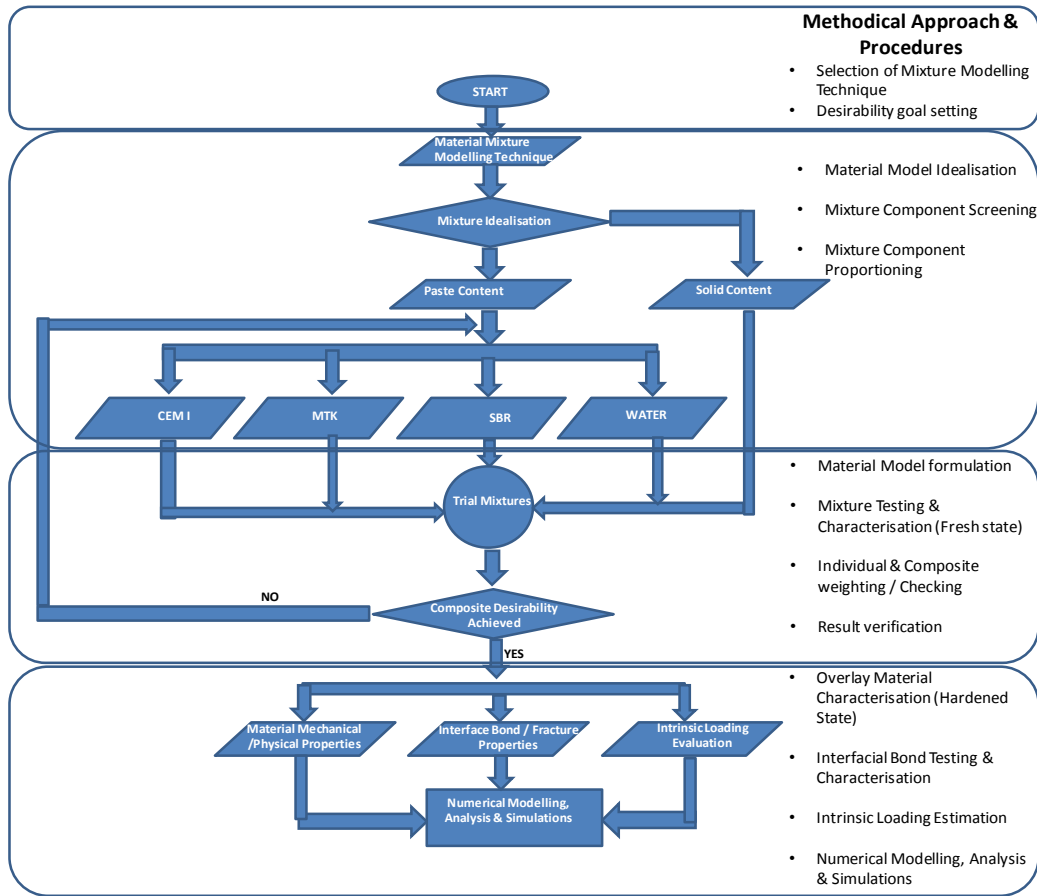 Methodical Approach &
Procedures
• Selection of Mixture Modelling
Technique
• Desirability goal setting
START
Material Mixture
Modelling Technique
• Material Model Idealisation
• Mixture Component Screening
• Mixture Component
Proportioning
Mixture Idealisation
Paste Content
Solid Content
CEM I
MTK
SBR
WATER
• Material Model formulation
• Mixture Testing &
Characterisation (Fresh state)
• Individual & Composite
weighting / Checking
• Result verification
Trial Mixtures
NO
Composite Desirability
Achieved
YES
• Overlay Material
Characterisation (Hardened
State)
• Interfacial Bond Testing &
Characterisation
• Intrinsic Loading Estimation
• Numerical Modelling, Analysis
& Simulations
Material Mechanical
/Physical Properties
Interface Bond / Fracture
Properties
Intrinsic Loading
Evaluation
Numerical Modelling,
Analysis & Simulations